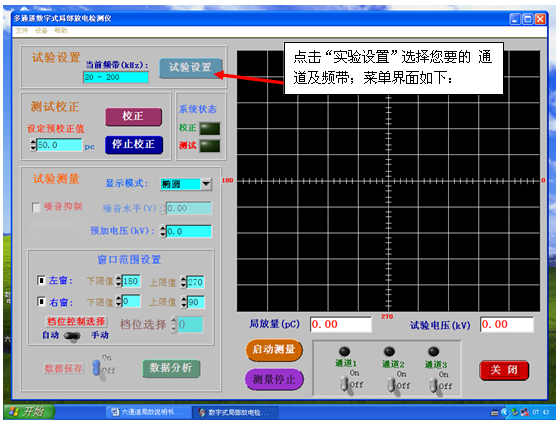 多通道数字式局部放电检测仪
文件 设备 帮助
试验设置
当前频带(kHz):
20 - 200
试验设置
点击“实验设置”选择您要的 通
道及频带；菜单界面如下：
测试校正
校正
设定预校正值
50.0 pc
停止校正
系统状态
校正
测试
试验测量
显示模式: 椭圆
噪音抑制 噪音水平(V): 0.00
预加电压(kV): 0.0
窗口范围设置
左窗: 下限值 180 上限值 270
右窗: 下限值 0 上限值 90
档位控制选择
自动 手动
档位选择 0
数据保存
On
Off
数据分析
180
0
270
局放量(pC) 0.00
试验电压(kV) 0.00
启动测量
测量停止
通道1 通道2 通道3
On On On
Off Off Off
关 闭
开始
六通道局放说明书...
数字式局放电检...
07:43